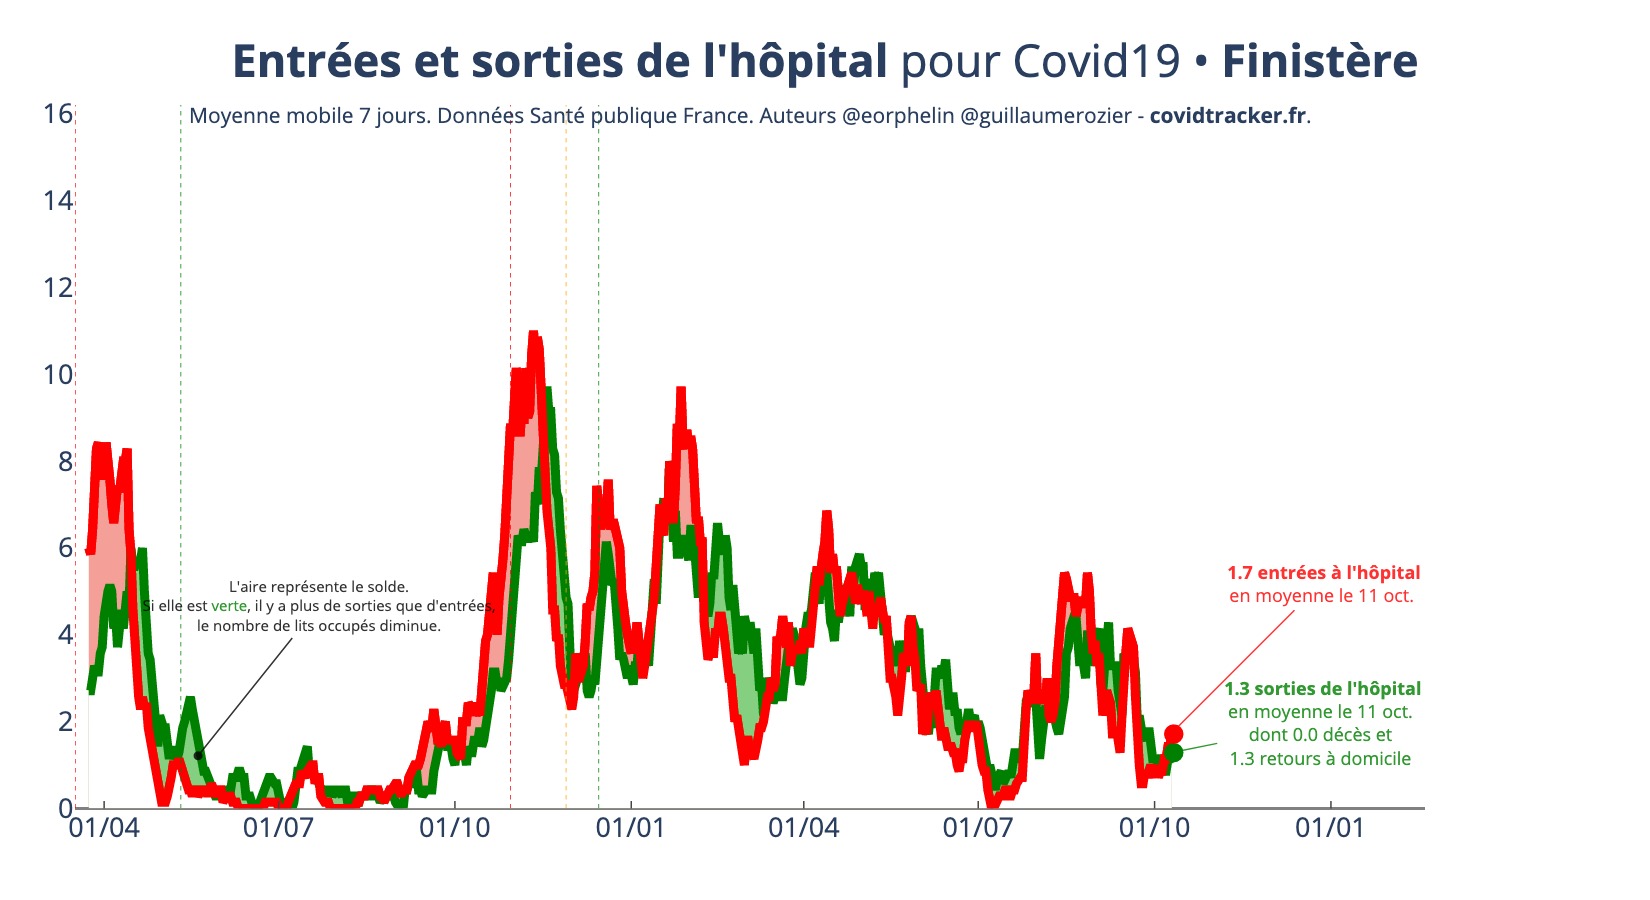 Entrées et sorties de l'hôpital pour Covid19 • Finistère
Moyenne mobile 7 jours. Données Santé publique France. Auteurs @eorphelin @guillaumerozier - covidtracker.fr.
16
14
12
10
8
6
4
2
0
L'aire représente le solde.
Si elle est verte, il y a plus de sorties que d'entrées,
le nombre de lits occupés diminue.
1.7 entrées à l'hôpital
en moyenne le 11 oct.
1.3 sorties de l'hôpital
en moyenne le 11 oct.
dont 0.0 décès et
1.3 retours à domicile
01/04
01/07
01/10
01/01
01/04
01/07
01/10
01/01